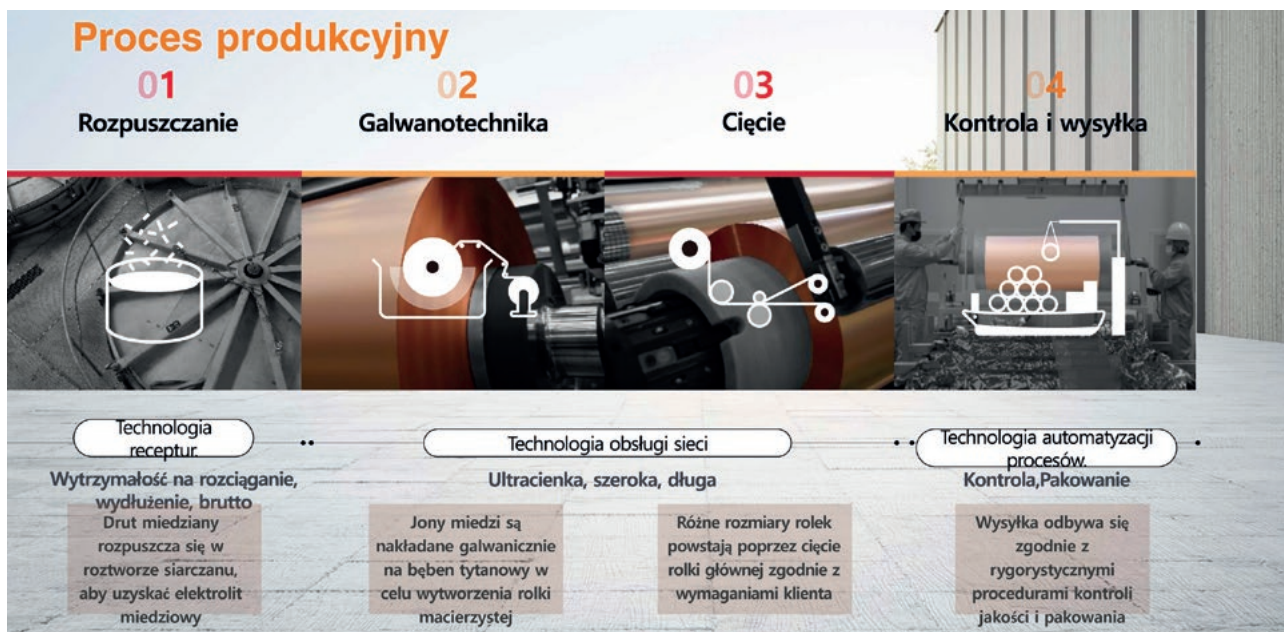 Proces produkcyjny
01
Rozpuszczanie
02
Galwanotechnika
03
Cięcie
04
Kontrola i wysyłka
Technologia
receptur.
Wytrzymałość na rozciąganie,
wydłużenie, brutto
Drut miedziany
rozpuszcza się w
roztworze siarczanu,
aby uzyskać elektrolit
miedziowy
Technologia obsługi sieci
Ultracienka, szeroka, długa
Jony miedzi są
nakładane galwanicznie
na bęben tytanowy w
celu wytworzenia rolki
macierzystej
Różne rozmiary rolek
powstają poprzez cięcie
rolki głównej zgodnie z
wymaganiami klienta
Technologia automatyzacji
procesów.
Kontrola,Pakowanie
Wysyłka odbywa się
zgodnie z
rygorystycznymi
procedurami kontroli
jakości i pakowania